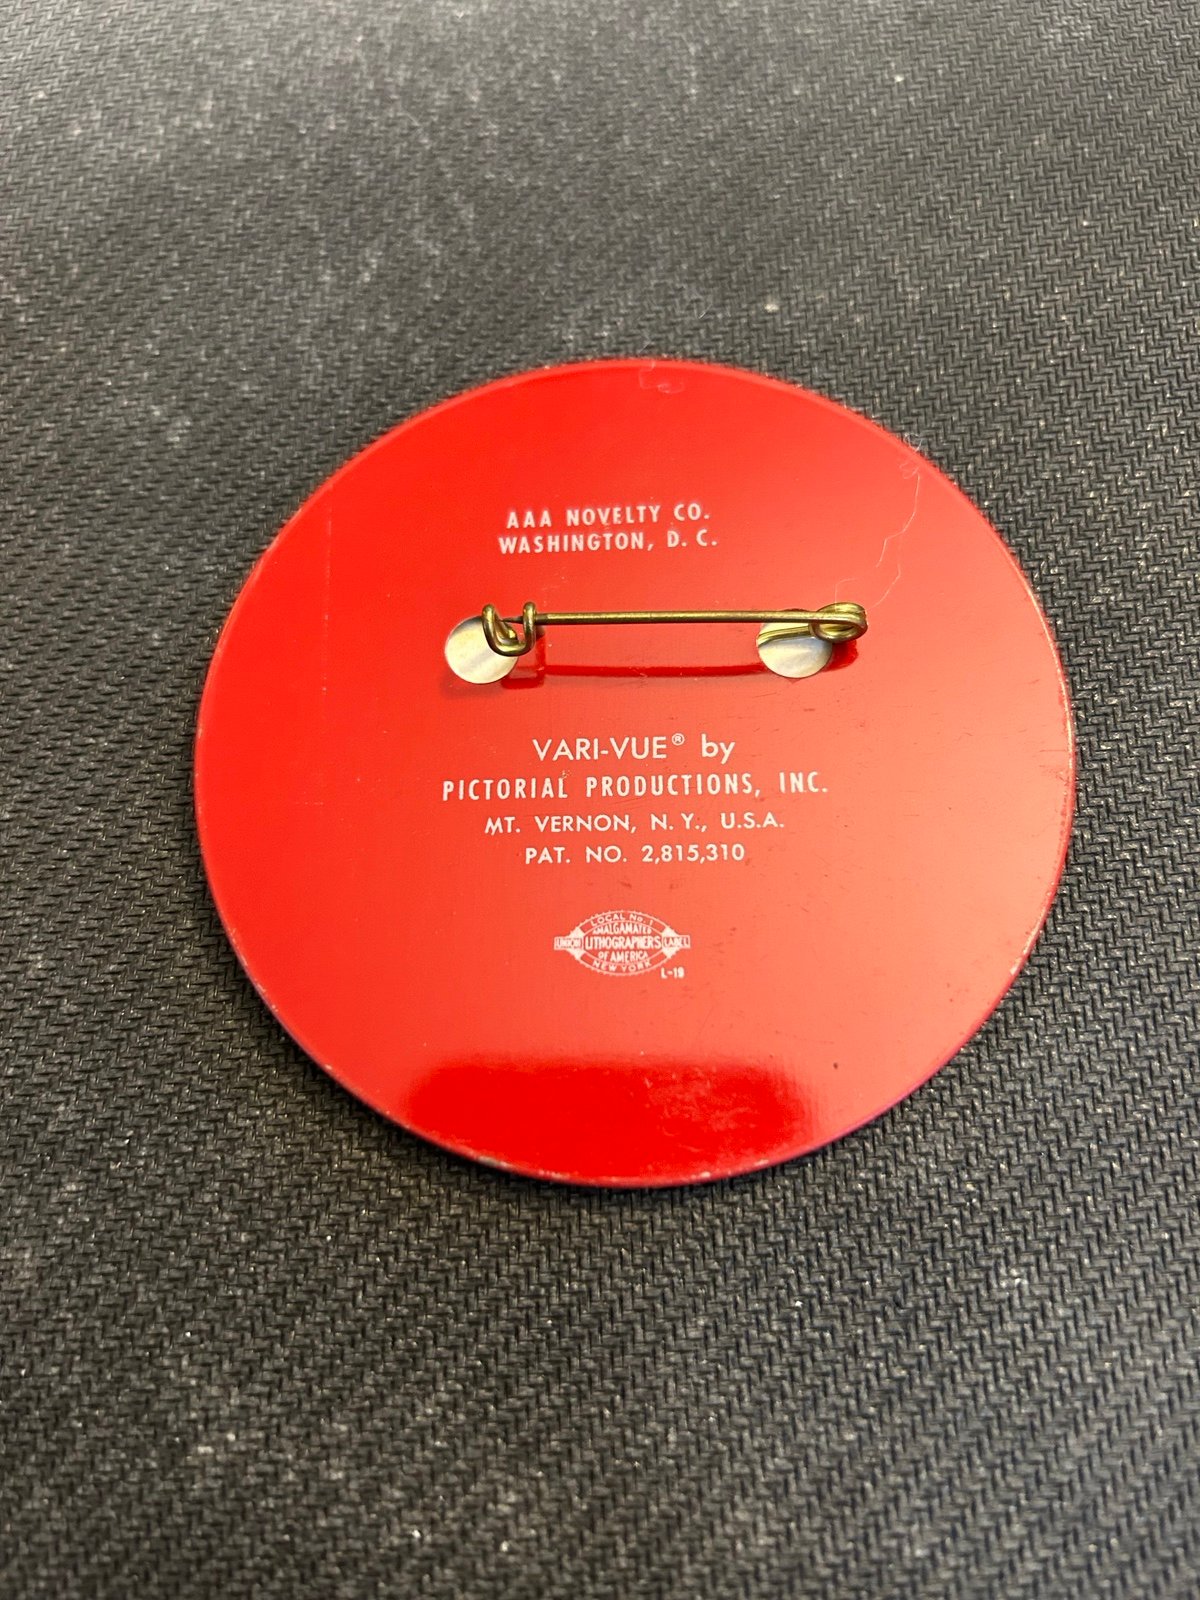 AAA NOVELTY CO.
WASHINGTON, D. C.
VARI-VUE® by
PICTORIAL PRODUCTIONS, INC.
MT. VERNON, N. Y., U.S.A.
PAT. NO. 2,815,310
LOCAL No. 1
AMALGAMATED
UNION LITHOGRAPHERS LABEL
OF AMERICA
NEW YORK
L-19